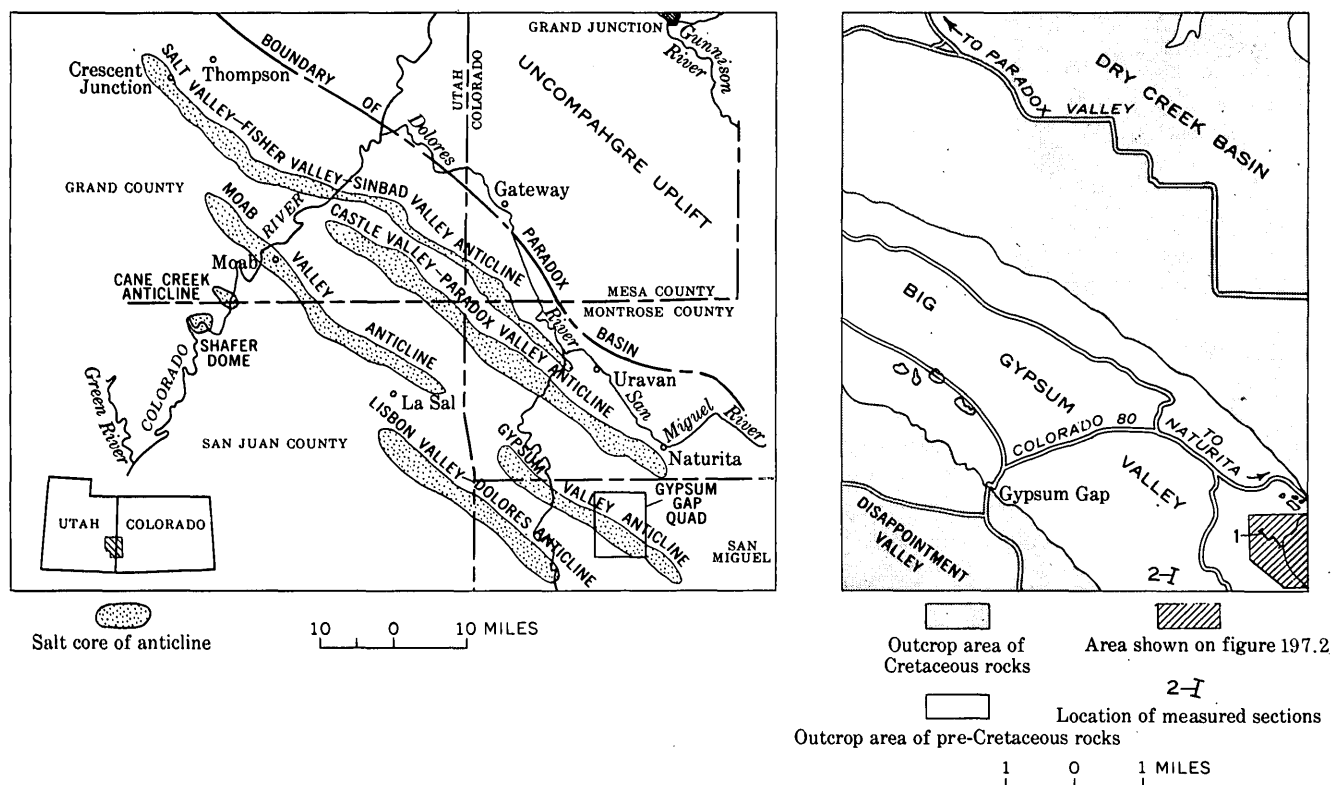 GRAND JUNCTION
Gunnison
River
Crescent
Junction
Thompson
BOUNDARY OF PARADOX BASIN
UTAH
COLORADO
UNCOMPAHGRE UPLIFT
SALT VALLEY–FISHER VALLEY–SINBAD VALLEY ANTICLINE
Dolores
River
Gateway
GRAND COUNTY
MOAB VALLEY ANTICLINE
COLORADO RIVER
CASTLE VALLEY–PARADOX VALLEY ANTICLINE
Moab
CANE CREEK
ANTICLINE
MESA COUNTY
MONTROSE COUNTY
SHAFER
DOME
Green
River
Uravan
La Sal
San Miguel River
LISBON VALLEY–DOLORES ANTICLINE
SAN JUAN COUNTY
GYPSUM VALLEY ANTICLINE
Naturita
GYPSUM
GAP
QUAD
SAN
MIGUEL
UTAH
COLORADO
Salt core of anticline
10 0 10 MILES
TO PARADOX VALLEY
DRY CREEK BASIN
BIG
GYPSUM
VALLEY
COLORADO 80
TO
NATURITA
Gypsum Gap
DISAPPOINTMENT
VALLEY
1
2
Outcrop area of
Cretaceous rocks
Area shown on figure 197.2
2
Location of measured sections
Outcrop area of pre-Cretaceous rocks
1 0 1 MILES